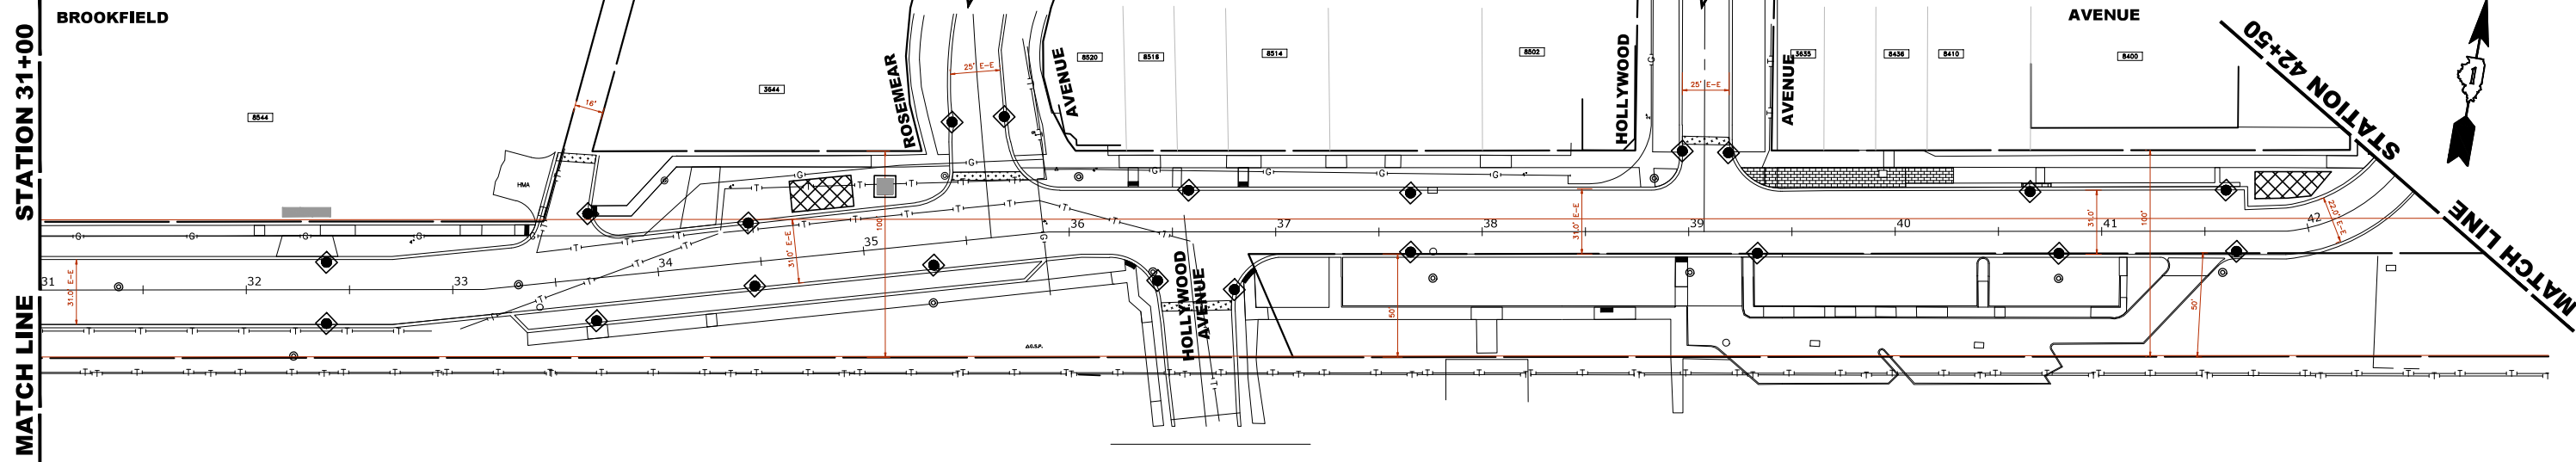 BROOKFIELD
AVENUE
STATION 31+00
MATCH LINE
STATION 42+50
MATCH LINE
ROSEMEAR
AVENUE
HOLLYWOOD
AVENUE
HOLLYWOOD
AVENUE
8544
3644
8520
8516
8514
8502
3635
8436
8410
8400
16'
25' E-E
25' E-E
HMA
31
32
33
34
35
36
37
38
39
40
41
42
31.0' E-E
31.0' E-E
100'
31.0' E-E
31.0'
100'
22.0' E-E
50'
50'
1
G G G G G G G G G
T T T T T T T T T